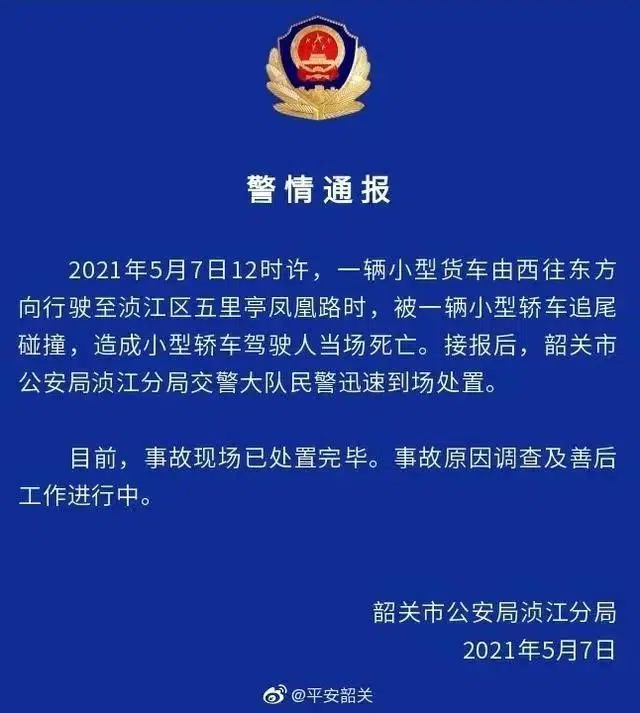 警情通报
2021年5月7日12时许，一辆小型货车由西往东方
向行驶至浈江区五里亭凤凰路时，被一辆小型轿车追尾
碰撞，造成小型轿车驾驶人当场死亡。接报后，韶关市
公安局浈江分局交警大队民警迅速到场处置。
目前，事故现场已处置完毕。事故原因调查及善后
工作进行中。
韶关市公安局浈江分局
2021年5月7日
@平安韶关